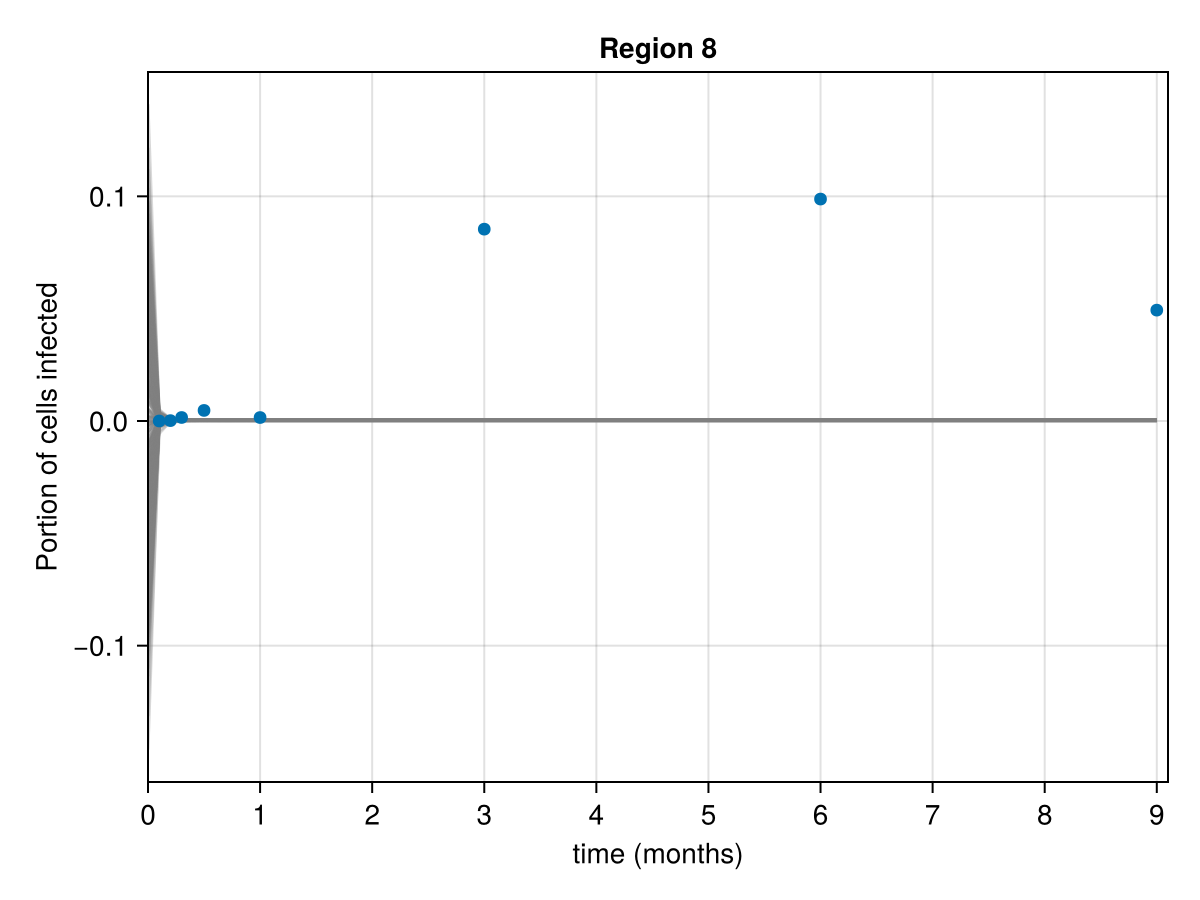 Region 8
Portion of cells infected
0.1
0.0
−0.1
0 1 2 3 4 5 6 7 8 9
time (months)